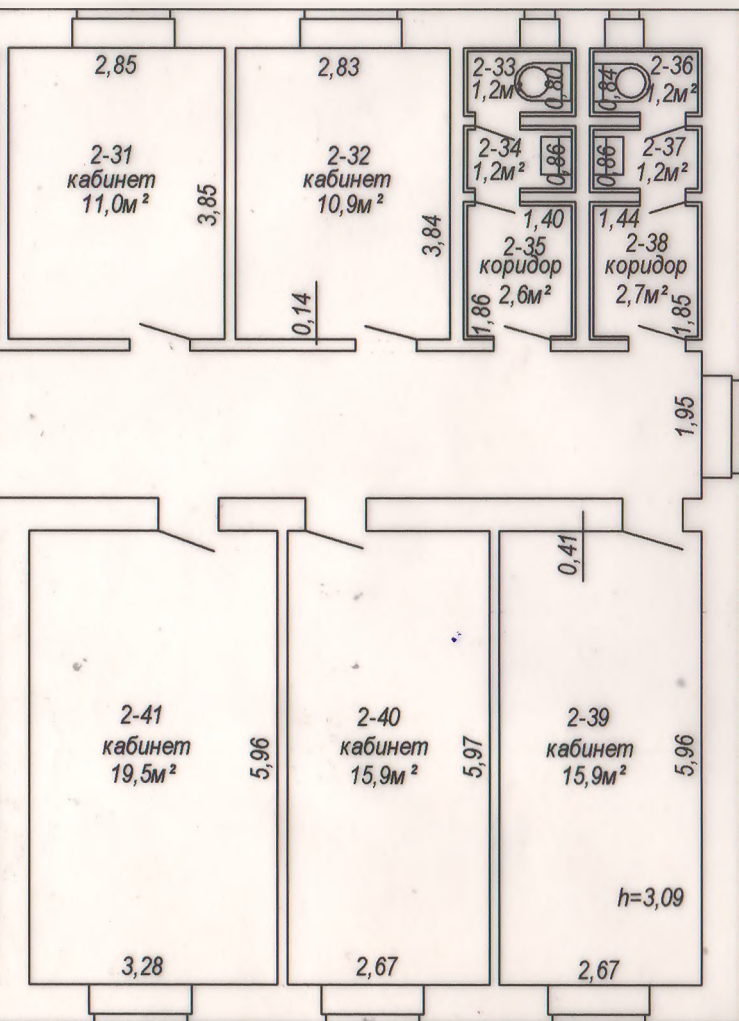 2,85
2-31
кабинет
11,0м²
3,85
2,83
2-32
кабинет
10,9м²
3,84
0,14
2-33
1,2м²
0,80
0,84
2-36
1,2м²
2-34
1,2м²
0,86
0,86
2-37
1,2м²
1,40
2-35
коридор
2,6м²
1,86
1,44
2-38
коридор
2,7м²
1,85
1,95
0,41
2-41
кабинет
19,5м²
5,96
3,28
2-40
кабинет
15,9м²
5,97
2,67
2-39
кабинет
15,9м²
5,96
h=3,09
2,67